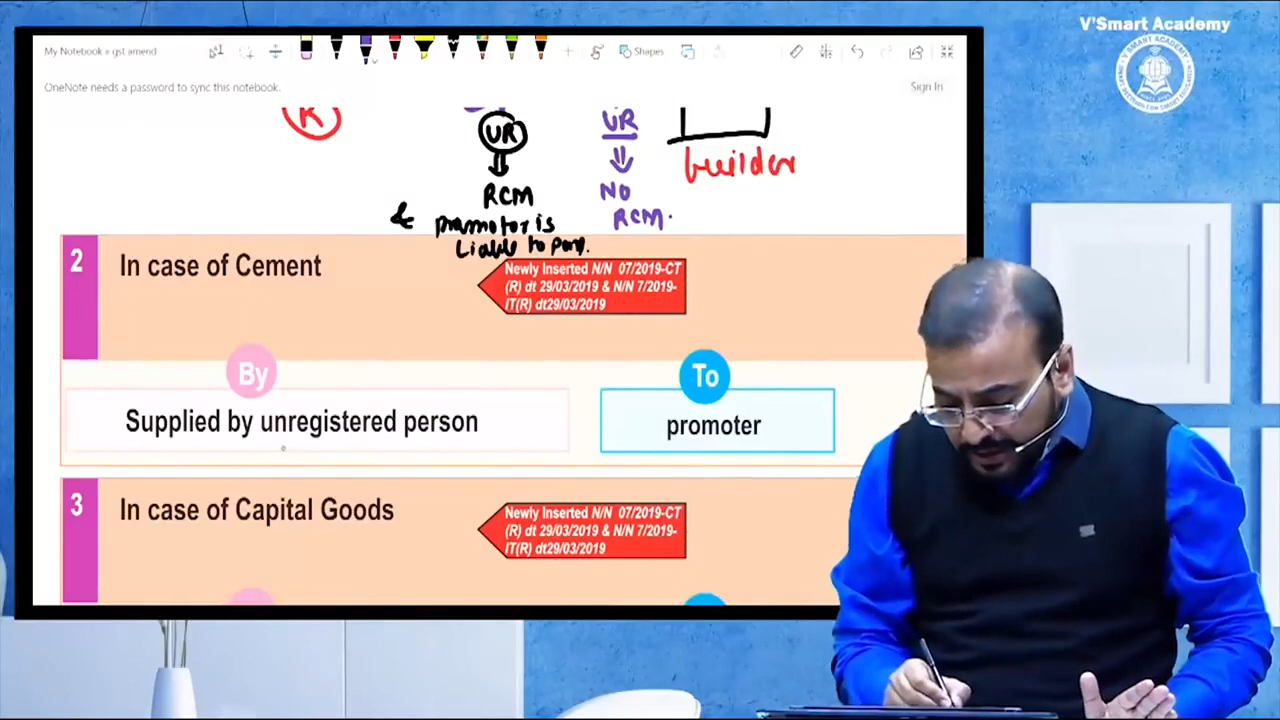 V'Smart Academy
My Notebook » gst amend
Shapes
OneNote needs a password to sync this notebook.
Sign In
R
UR
UR
builder
RCM
NO
RCM.
& promotor is
Liable to pay.
2
In case of Cement
Newly Inserted N/N 07/2019-CT
(R) dt 29/03/2019 & N/N 7/2019-
IT(R) dt29/03/2019
By
To
Supplied by unregistered person
promoter
3
In case of Capital Goods
Newly Inserted N/N 07/2019-CT
(R) dt 29/03/2019 & N/N 7/2019-
IT(R) dt29/03/2019